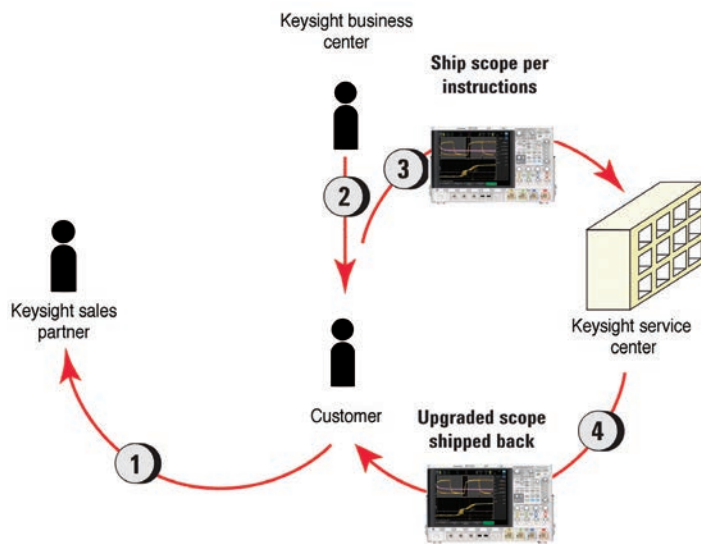 Keysight business
center
Ship scope per
instructions
3
2
Keysight sales
partner
Keysight service
center
Customer
Upgraded scope
shipped back
4
1